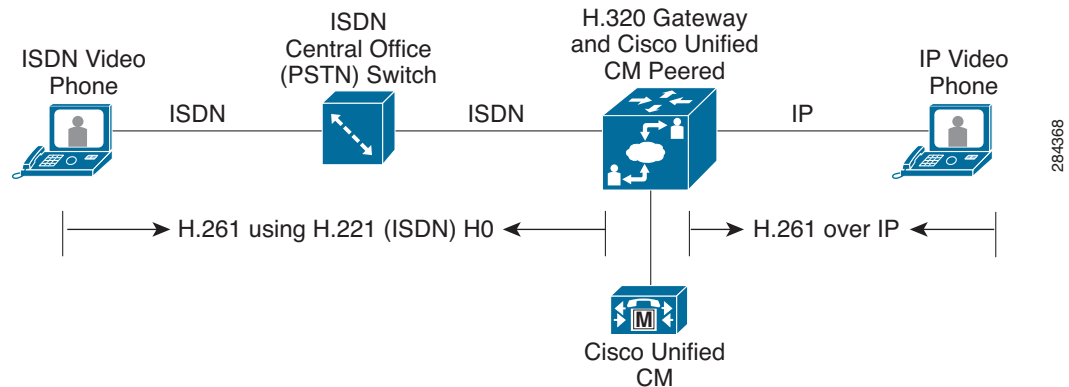 ISDN Video
Phone
ISDN
ISDN
Central Office
(PSTN) Switch
ISDN
H.320 Gateway
and Cisco Unified
CM Peered
IP
IP Video
Phone
284368
H.261 using H.221 (ISDN) H0
H.261 over IP
M
Cisco Unified
CM